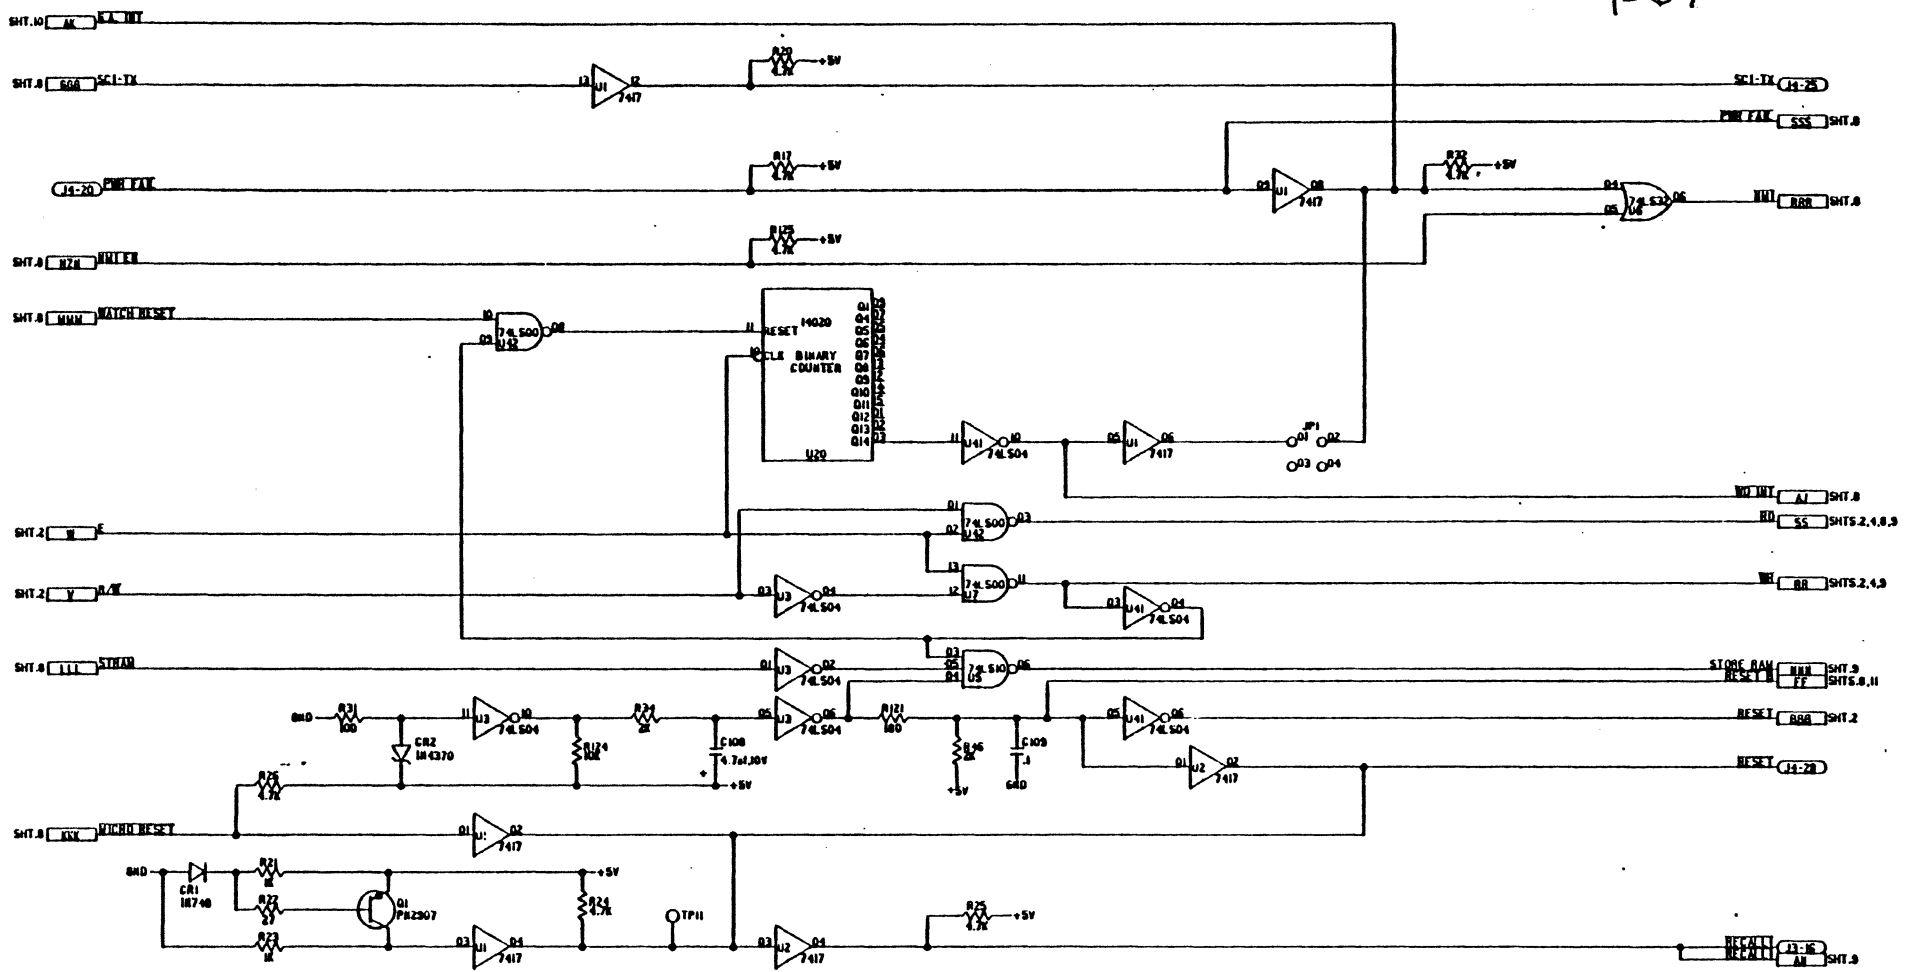 SHT.10 AK G.A. INT
SHT.8 GGG SCI-TX
13 U1 12 7417
R20 4.7K +5V
SCI-TX J4-25
PWR FAIL SSS SHT.8
J4-20 PWR FAIL
R17 4.7K +5V
09 U1 08 7417
R32 4.7K +5V
04 05 74LS32 U6 06
NMI RRR SHT.8
SHT.8 NZN NMI EN
R125 4.7K +5V
SHT.8 MMM WATCH RESET
10 09 74LS00 U42 08
11 RESET 14020
10 CLK BINARY COUNTER
Q1
Q4
Q5
Q6
Q7
Q8
Q9
Q10
Q11
Q12
Q13
Q14 03
U20
11 U41 10 74LS04
05 U1 06 7417
JP1
01 02
03 04
WD INT AJ SHT.8
SHT.2 W E
01 02 74LS00 U42 03
RD SS SHTS.2,4,8,9
SHT.2 V R/W
03 U3 04 74LS04
13 12 74LS00 U7 11
WR RR SHTS.2,4,9
03 U41 04 74LS04
SHT.8 LLL STRAM
01 U3 02 74LS04
03 05 04 74LS10 U5 06
STORE RAM NNN SHT.9
RESET B FF SHTS.8,11
GND R31 100
CR2 1N4370
11 U3 10 74LS04
R124 10K
R34 2K
C108 4.7uf,10V +
+5V
05 U3 06 74LS04
R121 180
R46 2K +5V
C109 .1 GND
05 U41 06 74LS04
RESET BBB SHT.2
01 U2 02 7417
RESET J4-28
R26 4.7K
SHT.8 KKK MICRO RESET
01 02 7417
GND CR1 1N748
R21 1K
R22 27
R23 1K
Q1 PN2907
+5V
R24 4.7K
03 U1 04 7417
TP11
03 U2 04 7417
R25 4.7K +5V
RECALL J3-16
RECALL AN SHT.9